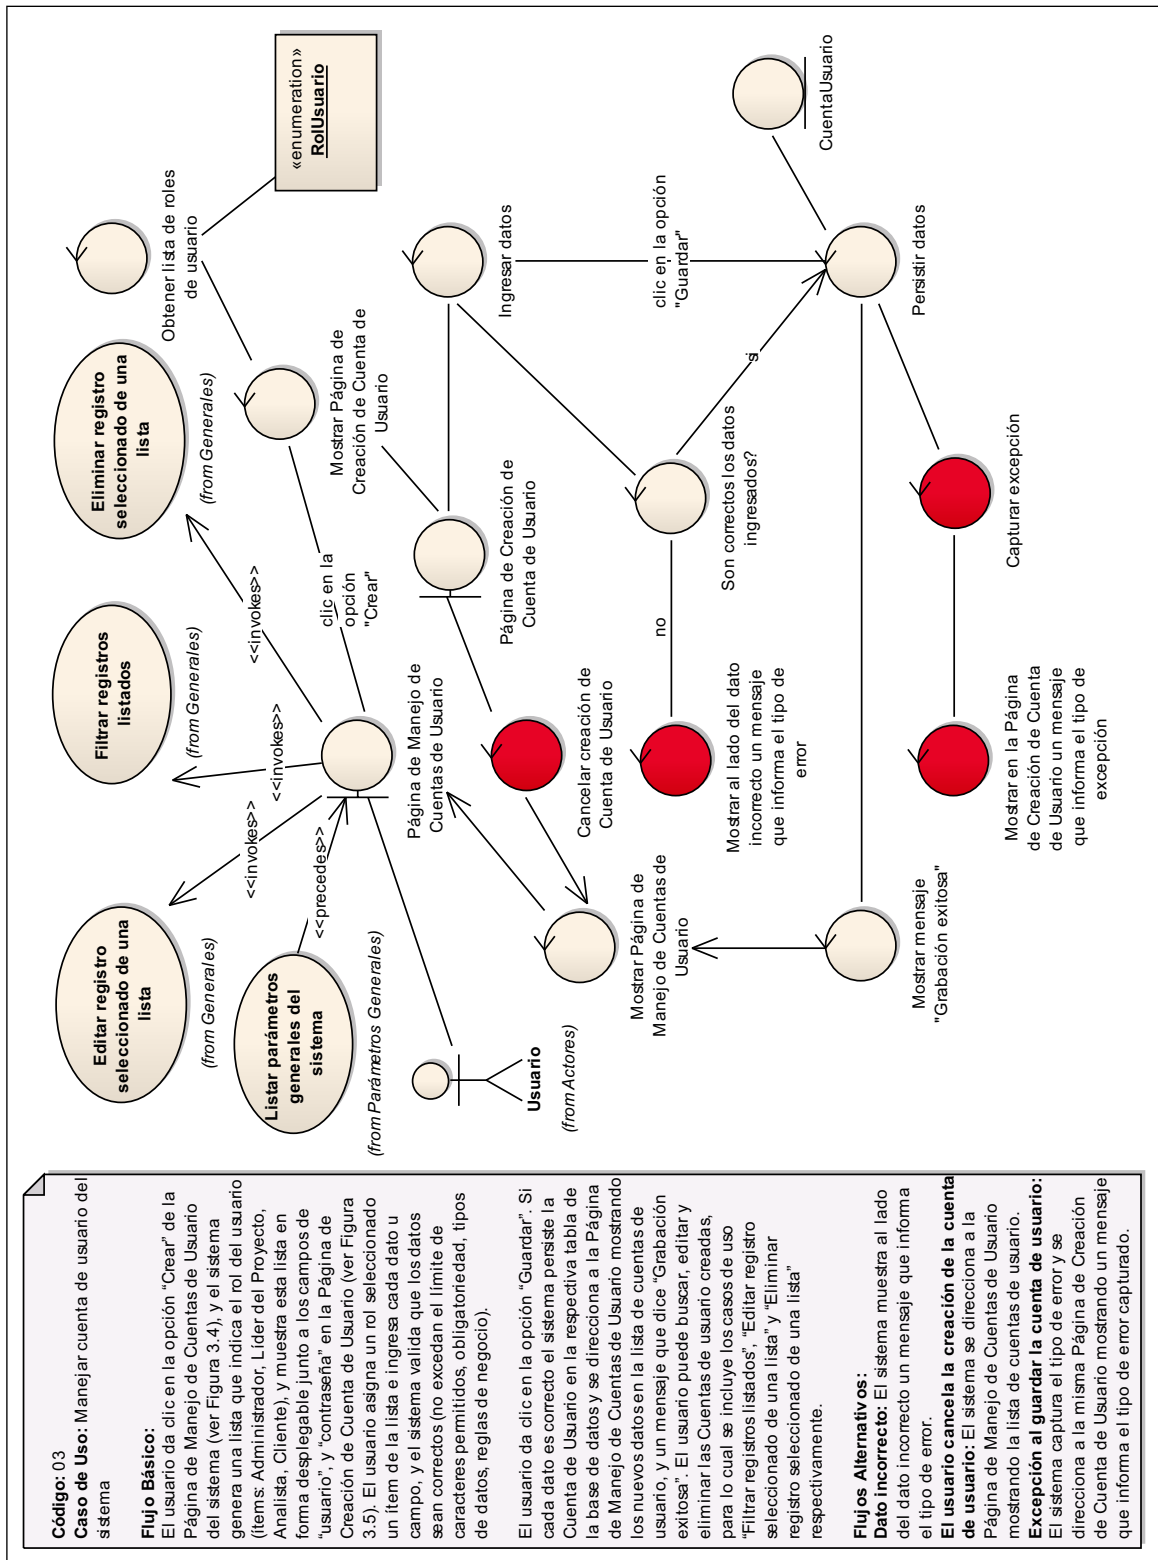 Código: 03
Caso de Uso: Manejar cuenta de usuario del
sistema
Flujo Básico:
El usuario da clic en la opción “Crear” de la
Página de Manejo de Cuentas de Usuario
del sistema (ver Figura 3.4), y el sistema
genera una lista que indica el rol del usuario
(ítems: Administrador, Líder del Proyecto,
Analista, Cliente), y muestra esta lista en
forma desplegable junto a los campos de
“usuario”, y “contraseña” en la Página de
Creación de Cuenta de Usuario (ver Figura
3.5). El usuario asigna un rol seleccionado
un ítem de la lista e ingresa cada dato u
campo, y el sistema valida que los datos
sean correctos (no excedan el límite de
caracteres permitidos, obligatoriedad, tipos
de datos, reglas de negocio).
El usuario da clic en la opción “Guardar”. Si
cada dato es correcto el sistema persiste la
Cuenta de Usuario en la respectiva tabla de
la base de datos y se direcciona a la Página
de Manejo de Cuentas de Usuario mostrando
los nuevos datos en la lista de cuentas de
usuario, y un mensaje que dice “Grabación
exitosa”. El usuario puede buscar, editar y
eliminar las Cuentas de usuario creadas,
para lo cual se incluye los casos de uso
“Filtrar registros listados”, “Editar registro
seleccionado de una lista” y “Eliminar
registro seleccionado de una lista”
respectivamente.
Flujos Alternativos:
Dato incorrecto: El sistema muestra al lado
del dato incorrecto un mensaje que informa
el tipo de error.
El usuario cancela la creación de la cuenta
de usuario: El sistema se direcciona a la
Página de Manejo de Cuentas de Usuario
mostrando la lista de cuentas de usuario.
Excepción al guardar la cuenta de usuario:
El sistema captura el tipo de error y se
direcciona a la misma Página de Creación
de Cuenta de Usuario mostrando un mensaje
que informa el tipo de error capturado.
Editar registro
seleccionado de una
lista
(from Generales)
Filtrar registros
listados
(from Generales)
Eliminar registro
seleccionado de una
lista
(from Generales)
Obtener lista de roles
de usuario
«enumeration»
RolUsuario
Listar parámetros
generales del
sistema
(from Parámetros Generales)
<<precedes>>
<<invokes>>
<<invokes>>
<<invokes>>
clic en la
opción
"Crear"
Mostrar Página de
Creación de Cuenta de
Usuario
Usuario
(from Actores)
Página de Manejo de
Cuentas de Usuario
Página de Creación de
Cuenta de Usuario
Ingresar datos
Cancelar creación de
Cuenta de Usuario
Mostrar Página de
Manejo de Cuentas de
Usuario
Mostrar al lado del dato
incorrecto un mensaje
que informa el tipo de
error
no
Son correctos los datos
ingresados?
si
clic en la opción
"Guardar"
CuentaUsuario
Persistir datos
Mostrar mensaje
"Grabación exitosa"
Mostrar en la Página
de Creación de Cuenta
de Usuario un mensaje
que informa el tipo de
excepción
Capturar excepción